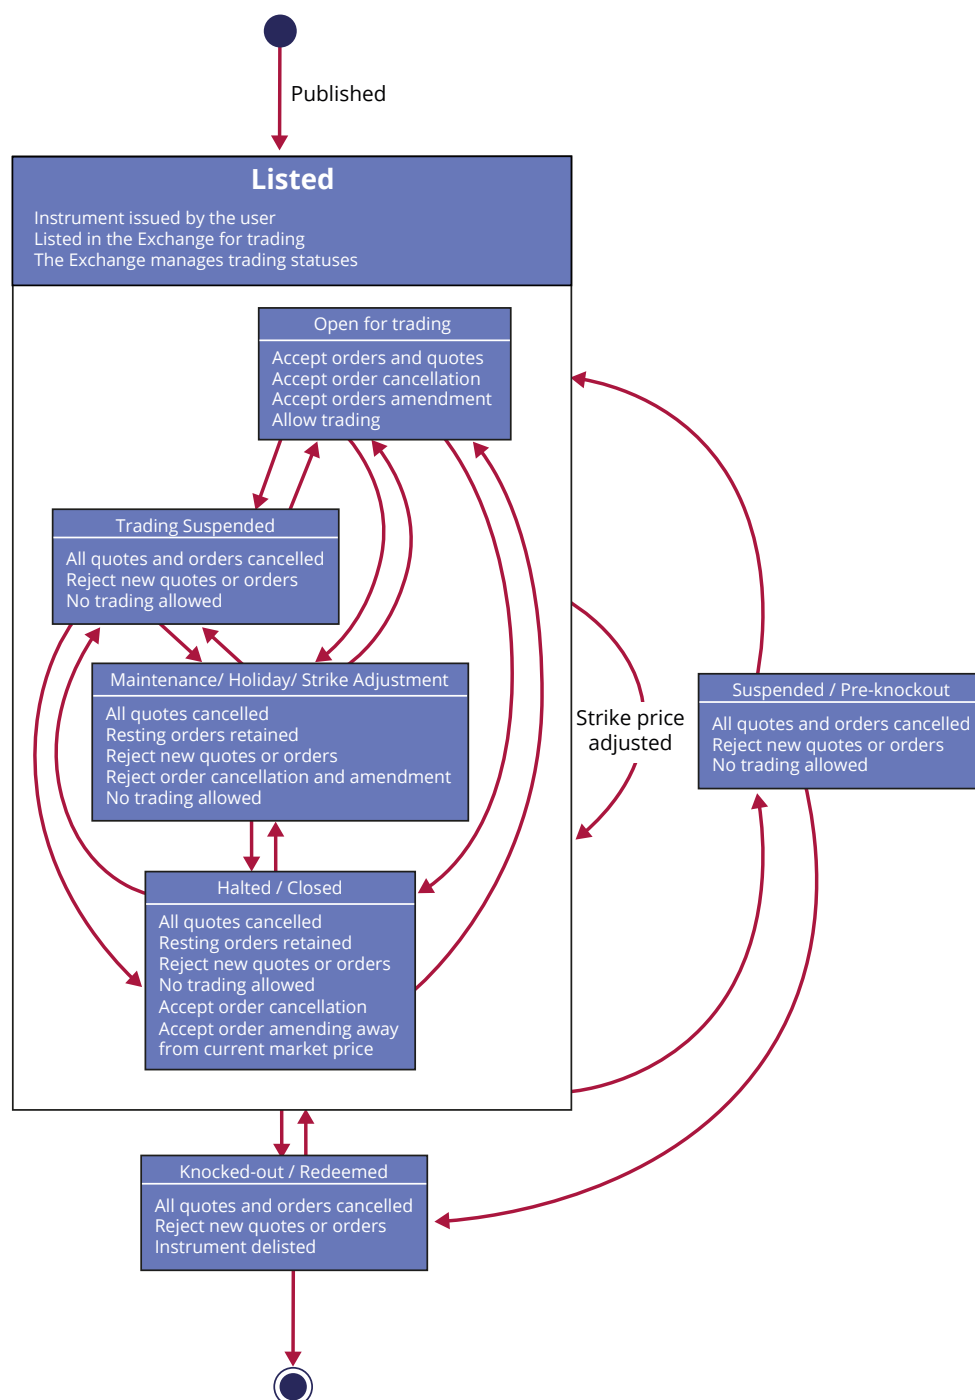 Published
Listed
Instrument issued by the user
Listed in the Exchange for trading
The Exchange manages trading statuses
Open for trading
Accept orders and quotes
Accept order cancellation
Accept orders amendment
Allow trading
Trading Suspended
All quotes and orders cancelled
Reject new quotes or orders
No trading allowed
Maintenance/ Holiday/ Strike Adjustment
All quotes cancelled
Resting orders retained
Reject new quotes or orders
Reject order cancellation and amendment
No trading allowed
Strike price
adjusted
Suspended / Pre-knockout
All quotes and orders cancelled
Reject new quotes or orders
No trading allowed
Halted / Closed
All quotes cancelled
Resting orders retained
Reject new quotes or orders
No trading allowed
Accept order cancellation
Accept order amending away
from current market price
Knocked-out / Redeemed
All quotes and orders cancelled
Reject new quotes or orders
Instrument delisted